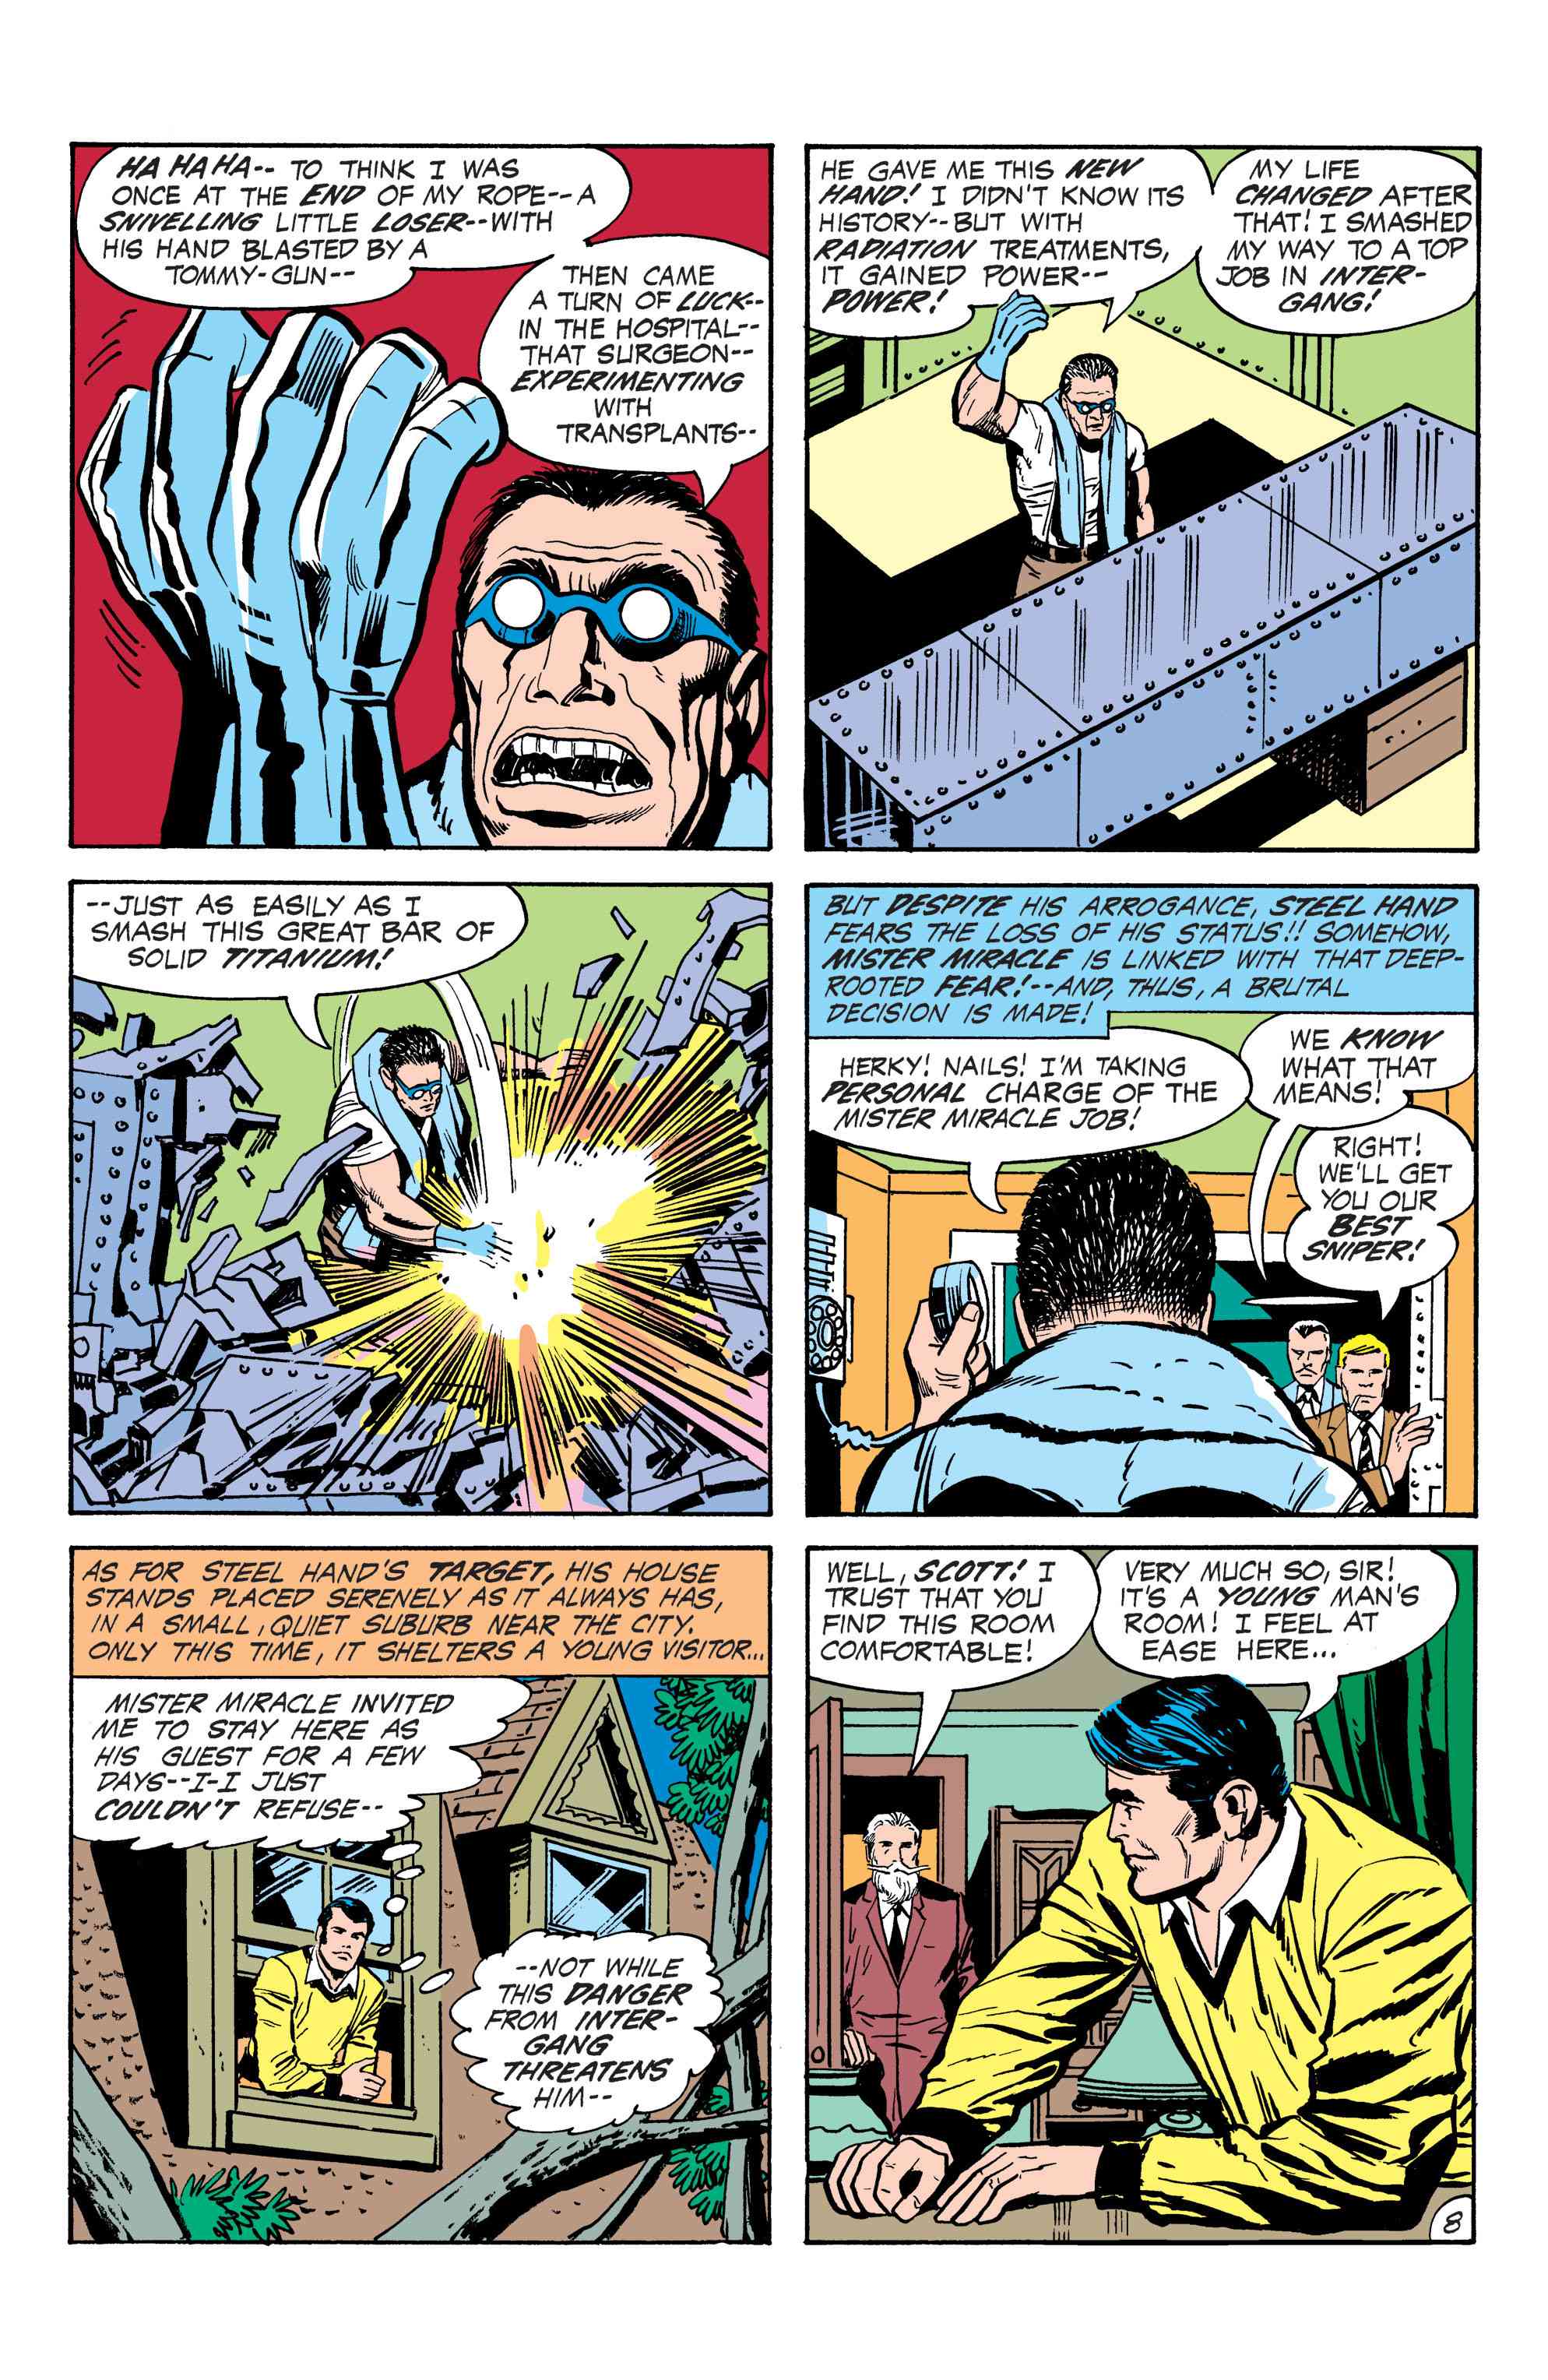 HA HA HA-- TO THINK I WAS
ONCE AT THE END OF MY ROPE--A
SNIVELLING LITTLE LOSER--WITH
HIS HAND BLASTED BY A
TOMMY-GUN--
THEN CAME
A TURN OF LUCK--
IN THE HOSPITAL--
THAT SURGEON--
EXPERIMENTING
WITH
TRANSPLANTS--
HE GAVE ME THIS NEW
HAND! I DIDN'T KNOW ITS
HISTORY--BUT WITH
RADIATION TREATMENTS,
IT GAINED POWER--
POWER!
MY LIFE
CHANGED AFTER
THAT! I SMASHED
MY WAY TO A TOP
JOB IN INTER-
GANG!
--JUST AS EASILY AS I
SMASH THIS GREAT BAR OF
SOLID TITANIUM!
BUT DESPITE HIS ARROGANCE, STEEL HAND
FEARS THE LOSS OF HIS STATUS!! SOMEHOW,
MISTER MIRACLE IS LINKED WITH THAT DEEP-
ROOTED FEAR!--AND, THUS, A BRUTAL
DECISION IS MADE!
HERKY! NAILS! I'M TAKING
PERSONAL CHARGE OF THE
MISTER MIRACLE JOB!
WE KNOW
WHAT THAT
MEANS!
RIGHT!
WE'LL GET
YOU OUR
BEST
SNIPER!
AS FOR STEEL HAND'S TARGET, HIS HOUSE
STANDS PLACED SERENELY AS IT ALWAYS HAS,
IN A SMALL, QUIET SUBURB NEAR THE CITY.
ONLY THIS TIME, IT SHELTERS A YOUNG VISITOR...
MISTER MIRACLE INVITED
ME TO STAY HERE AS
HIS GUEST FOR A FEW
DAYS--I-I JUST
COULDN'T REFUSE--
--NOT WHILE
THIS DANGER
FROM INTER-
GANG
THREATENS
HIM--
WELL, SCOTT! I
TRUST THAT YOU
FIND THIS ROOM
COMFORTABLE!
VERY MUCH SO, SIR!
IT'S A YOUNG MAN'S
ROOM! I FEEL AT
EASE HERE...
8